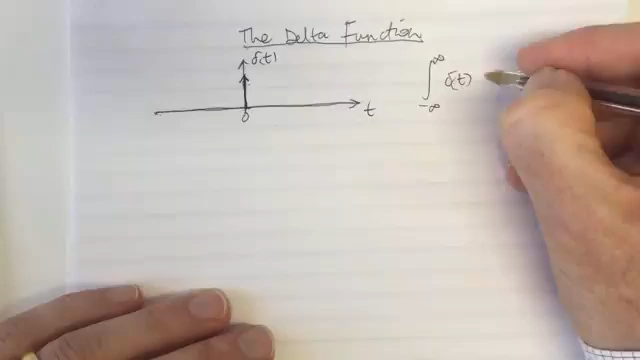 The Delta Function
δ(t)
t
0
∫_{-∞}^{∞} δ(t)